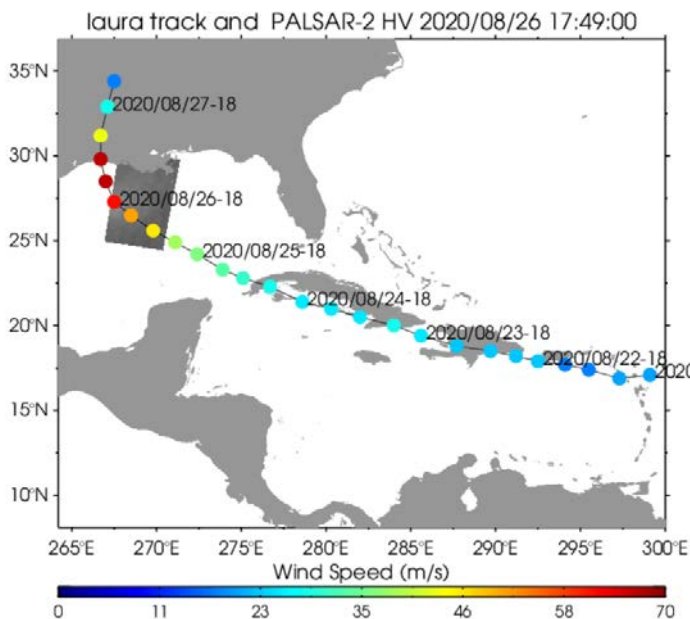 laura track and PALSAR-2 HV 2020/08/26 17:49:00
35°N
2020/08/27-18
30°N
2020/08/26-18
25°N
2020/08/25-18
2020/08/24-18
20°N
2020/08/23-18
2020/08/22-18
2020
15°N
10°N
265°E 270°E 275°E 280°E 285°E 290°E 295°E 300°E
Wind Speed (m/s)
0 11 23 35 46 58 70